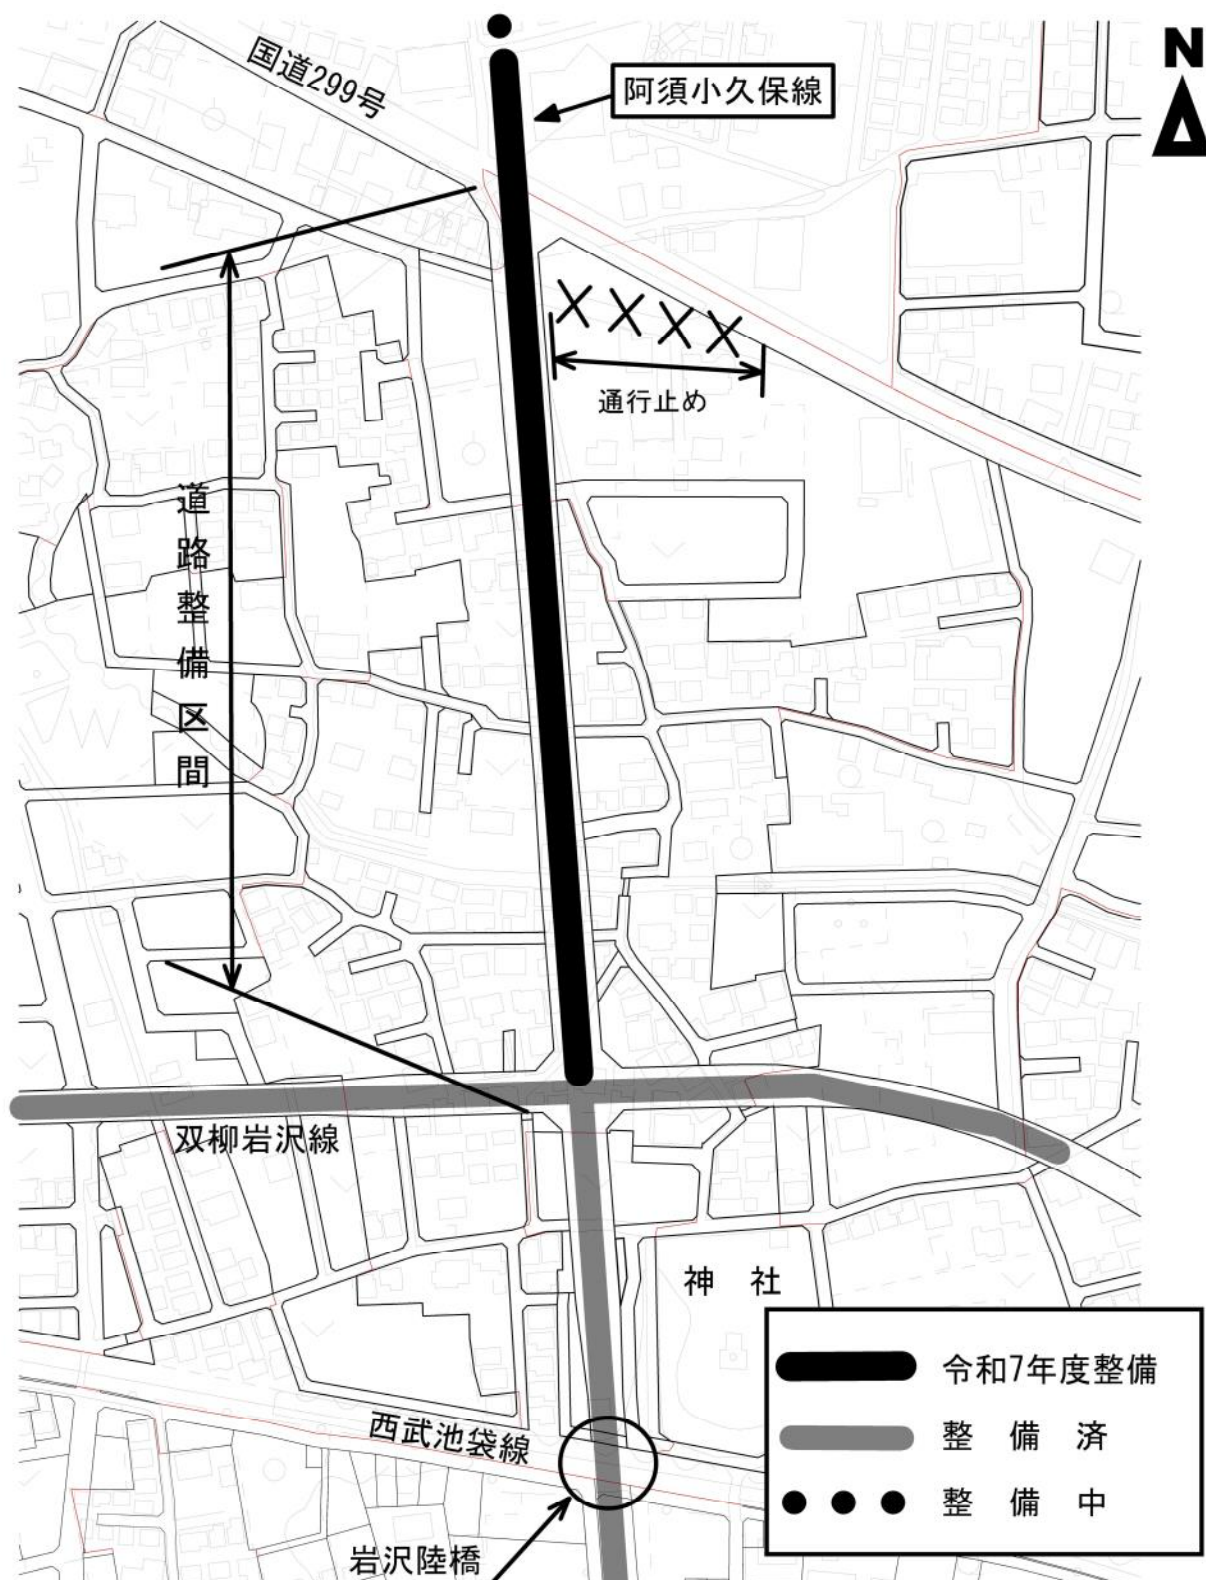 N
国道299号
阿須小久保線
通行止め
道路整備区間
双柳岩沢線
神 社
令和7年度整備
整 備 済
整 備 中
西武池袋線
岩沢陸橋